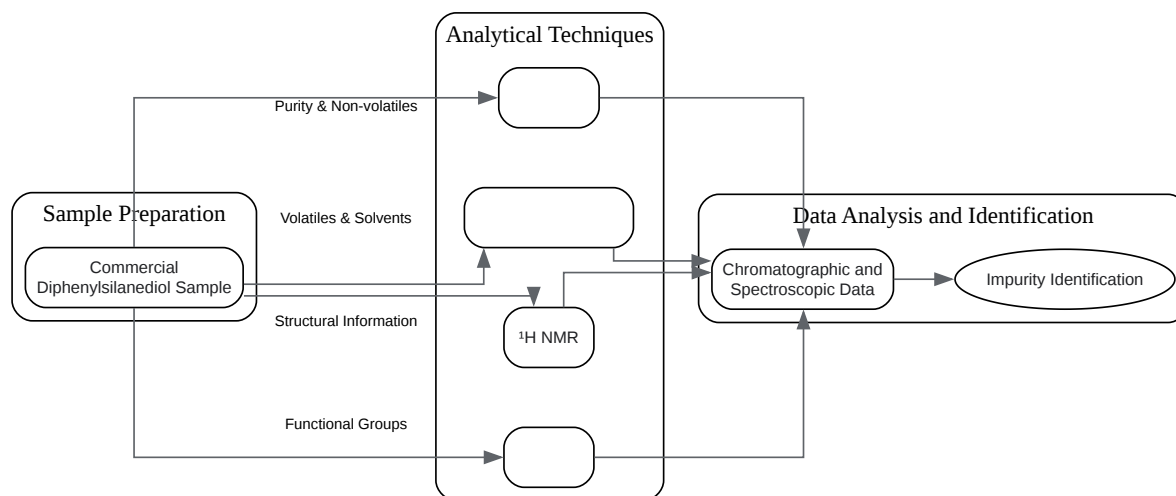 Analytical Techniques
Purity & Non-volatiles
Sample Preparation
Volatiles & Solvents
Data Analysis and Identification
Commercial
Diphenylsilanediol Sample
Chromatographic and
Spectroscopic Data
Impurity Identification
Structural Information
¹H NMR
Functional Groups